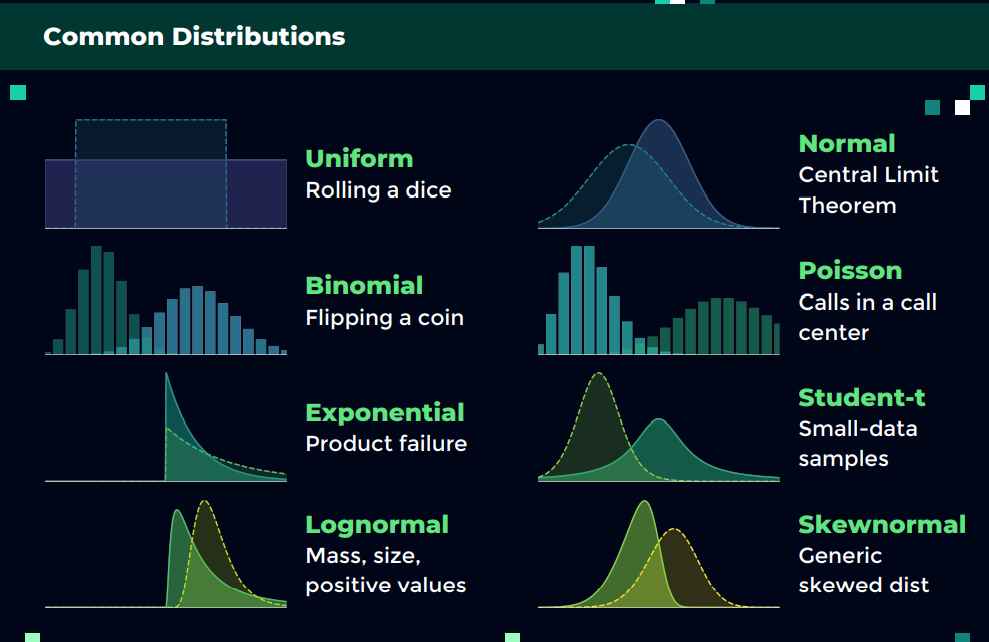 Common Distributions
Uniform
Rolling a dice
Normal
Central Limit
Theorem
Binomial
Flipping a coin
Poisson
Calls in a call
center
Exponential
Product failure
Student-t
Small-data
samples
Lognormal
Mass, size,
positive values
Skewnormal
Generic
skewed dist